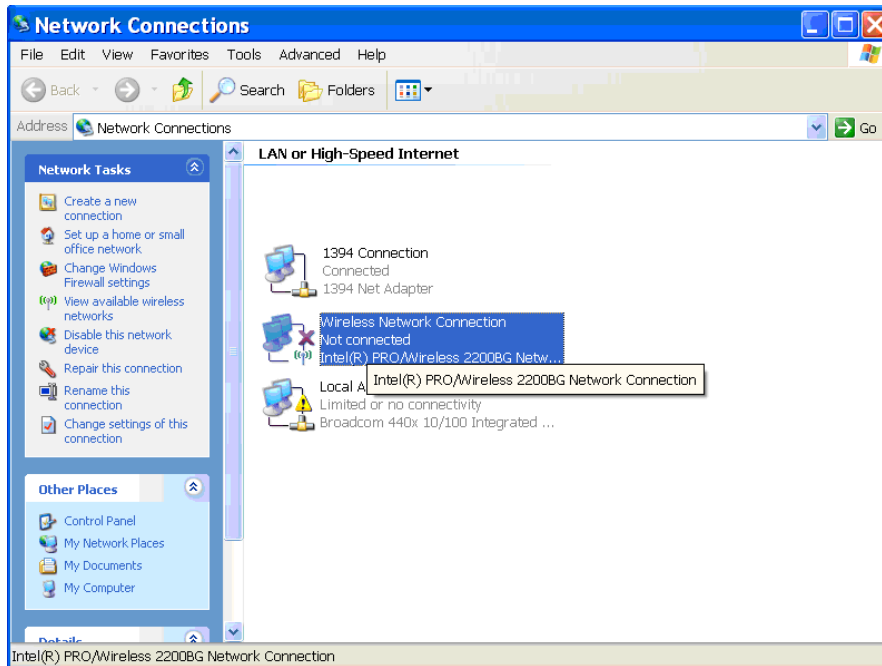 Network Connections
File Edit View Favorites Tools Advanced Help
Back Search Folders
Address Network Connections Go
Network Tasks
Create a new
connection
Set up a home or small
office network
Change Windows
Firewall settings
View available wireless
networks
Disable this network
device
Repair this connection
Rename this
connection
Change settings of this
connection
Other Places
Control Panel
My Network Places
My Documents
My Computer
Details
LAN or High-Speed Internet
1394 Connection
Connected
1394 Net Adapter
Wireless Network Connection
Not connected
Intel(R) PRO/Wireless 2200BG Netw...
Intel(R) PRO/Wireless 2200BG Network Connection
Local A
Limited or no connectivity
Broadcom 440x 10/100 Integrated ...
Intel(R) PRO/Wireless 2200BG Network Connection